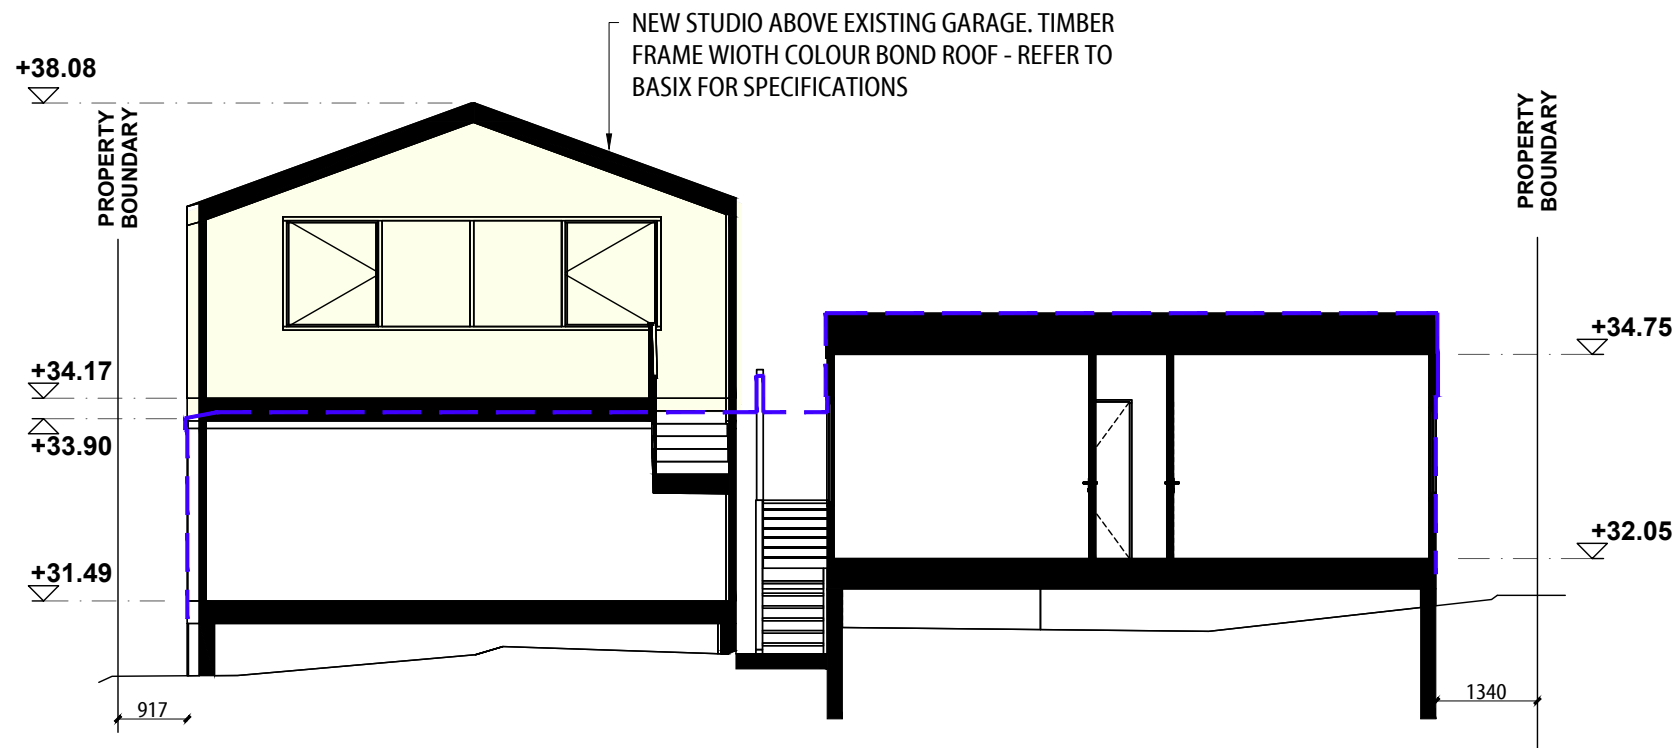 NEW STUDIO ABOVE EXISTING GARAGE. TIMBER
FRAME WIOTH COLOUR BOND ROOF - REFER TO
BASIX FOR SPECIFICATIONS
+38.08
PROPERTY
BOUNDARY
PROPERTY
BOUNDARY
+34.75
+34.17
+33.90
+32.05
+31.49
917
1340